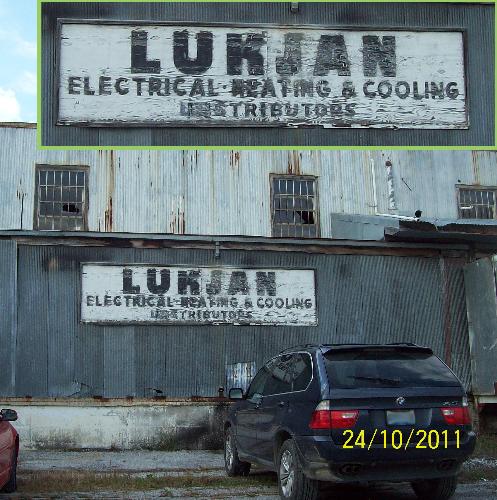 LUKJAN
ELECTRICAL-HEATING & COOLING
DISTRIBUTORS
LUKJAN
ELECTRICAL-HEATING & COOLING
DISTRIBUTORS
24/10/2011